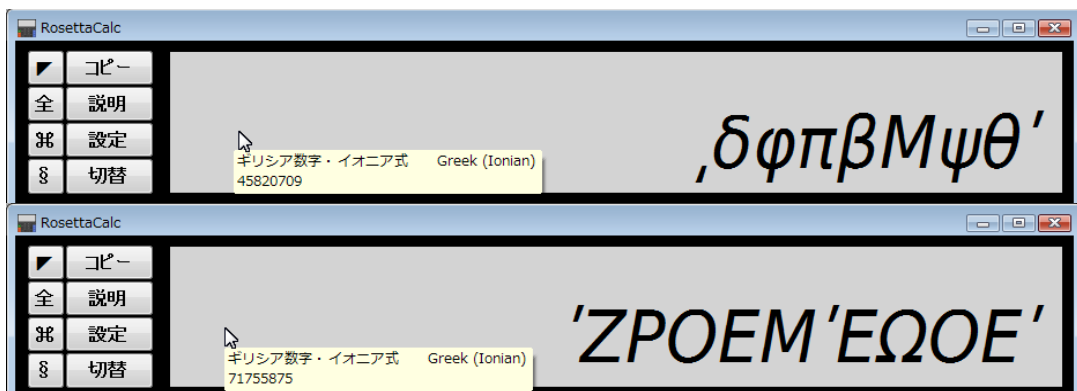 RosettaCalc
◤ コピー
全 説明
⌘ 設定
§ 切替
͵δφπβΜψθʹ
ギリシア数字・イオニア式 Greek (Ionian)
45820709
RosettaCalc
◤ コピー
全 説明
⌘ 設定
§ 切替
ʹΖΡΟΕΜʹΕΩΟΕʹ
ギリシア数字・イオニア式 Greek (Ionian)
71755875